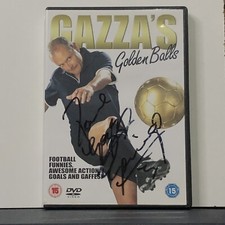 GAZZA'S
Golden Balls
FOOTBALL
FUNNIES,
AWESOME ACTION,
GOALS AND GAFFES
15
DVD
15